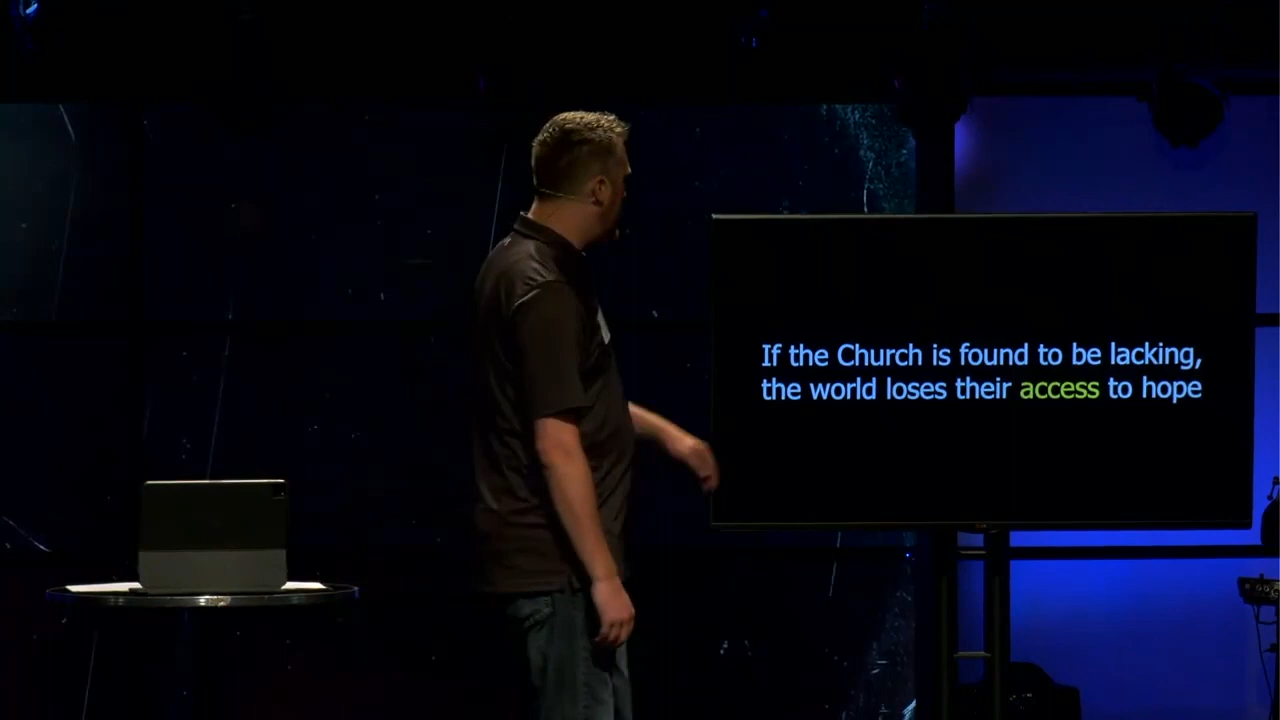 If the Church is found to be lacking,
the world loses their access to hope